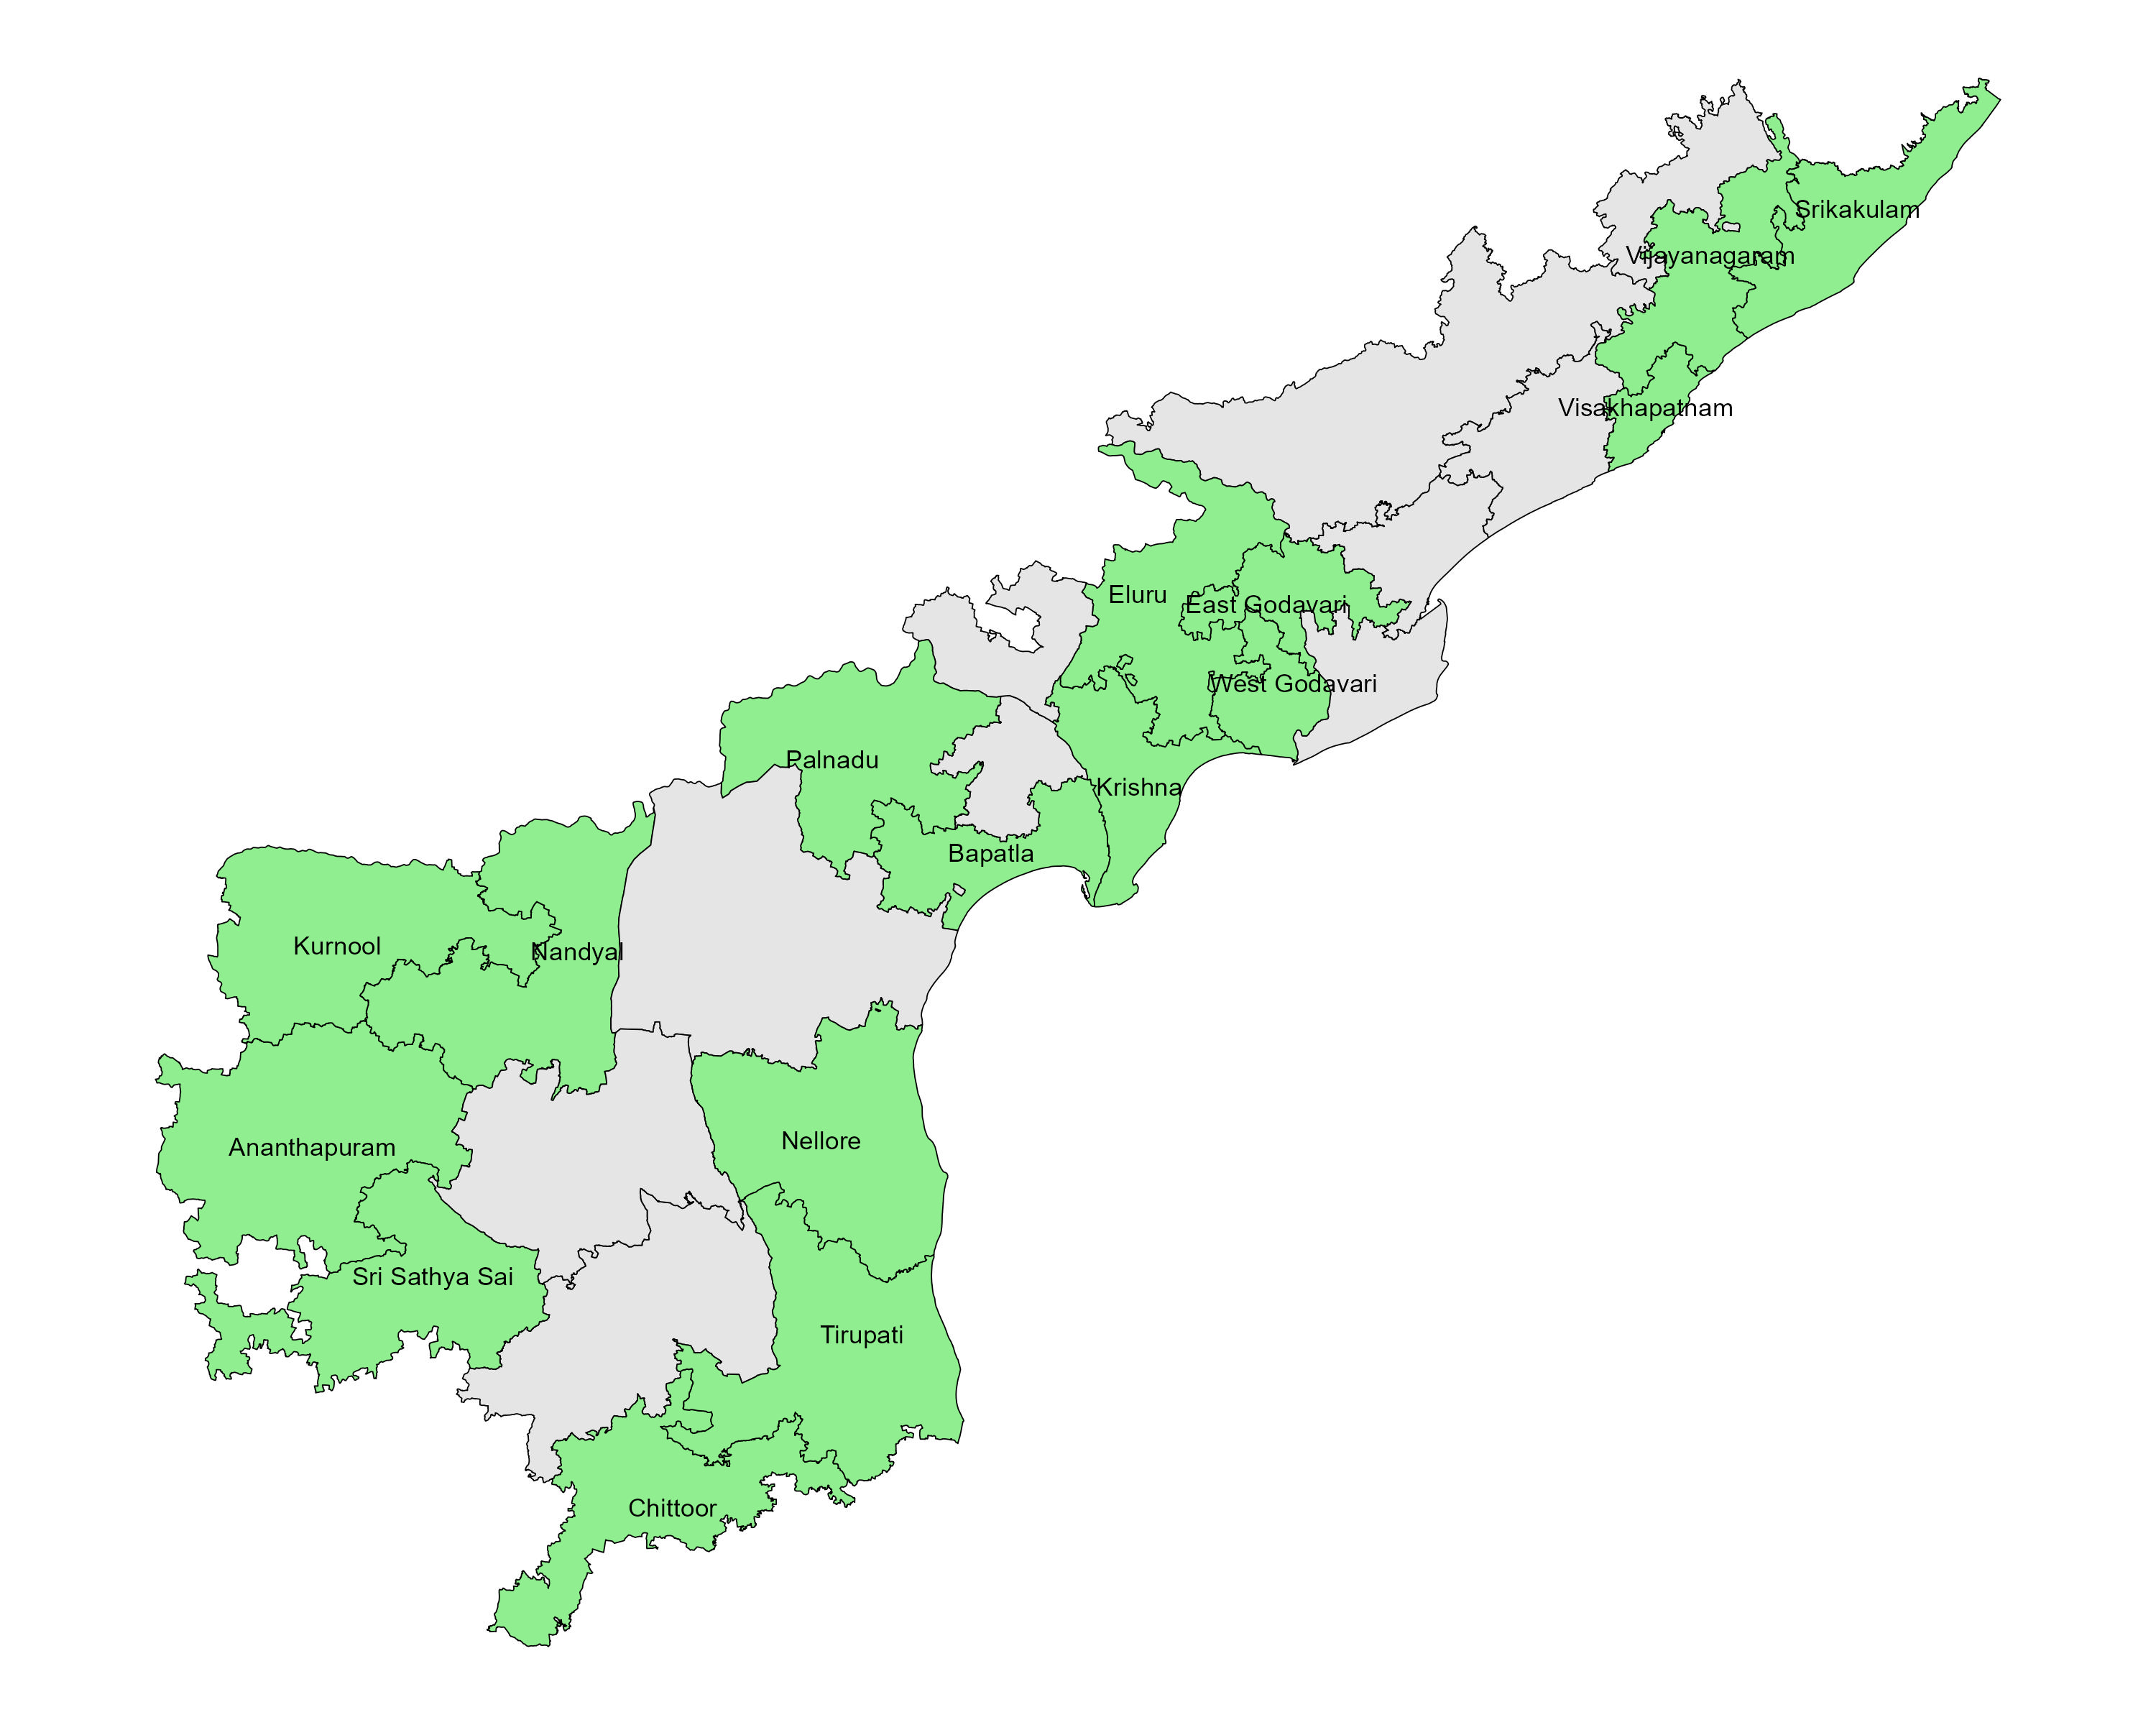 Srikakulam
Vijayanagaram
Visakhapatnam
Eluru
East Godavari
West Godavari
Palnadu
Krishna
Bapatla
Kurnool
Nandyal
Nellore
Ananthapuram
Sri Sathya Sai
Tirupati
Chittoor